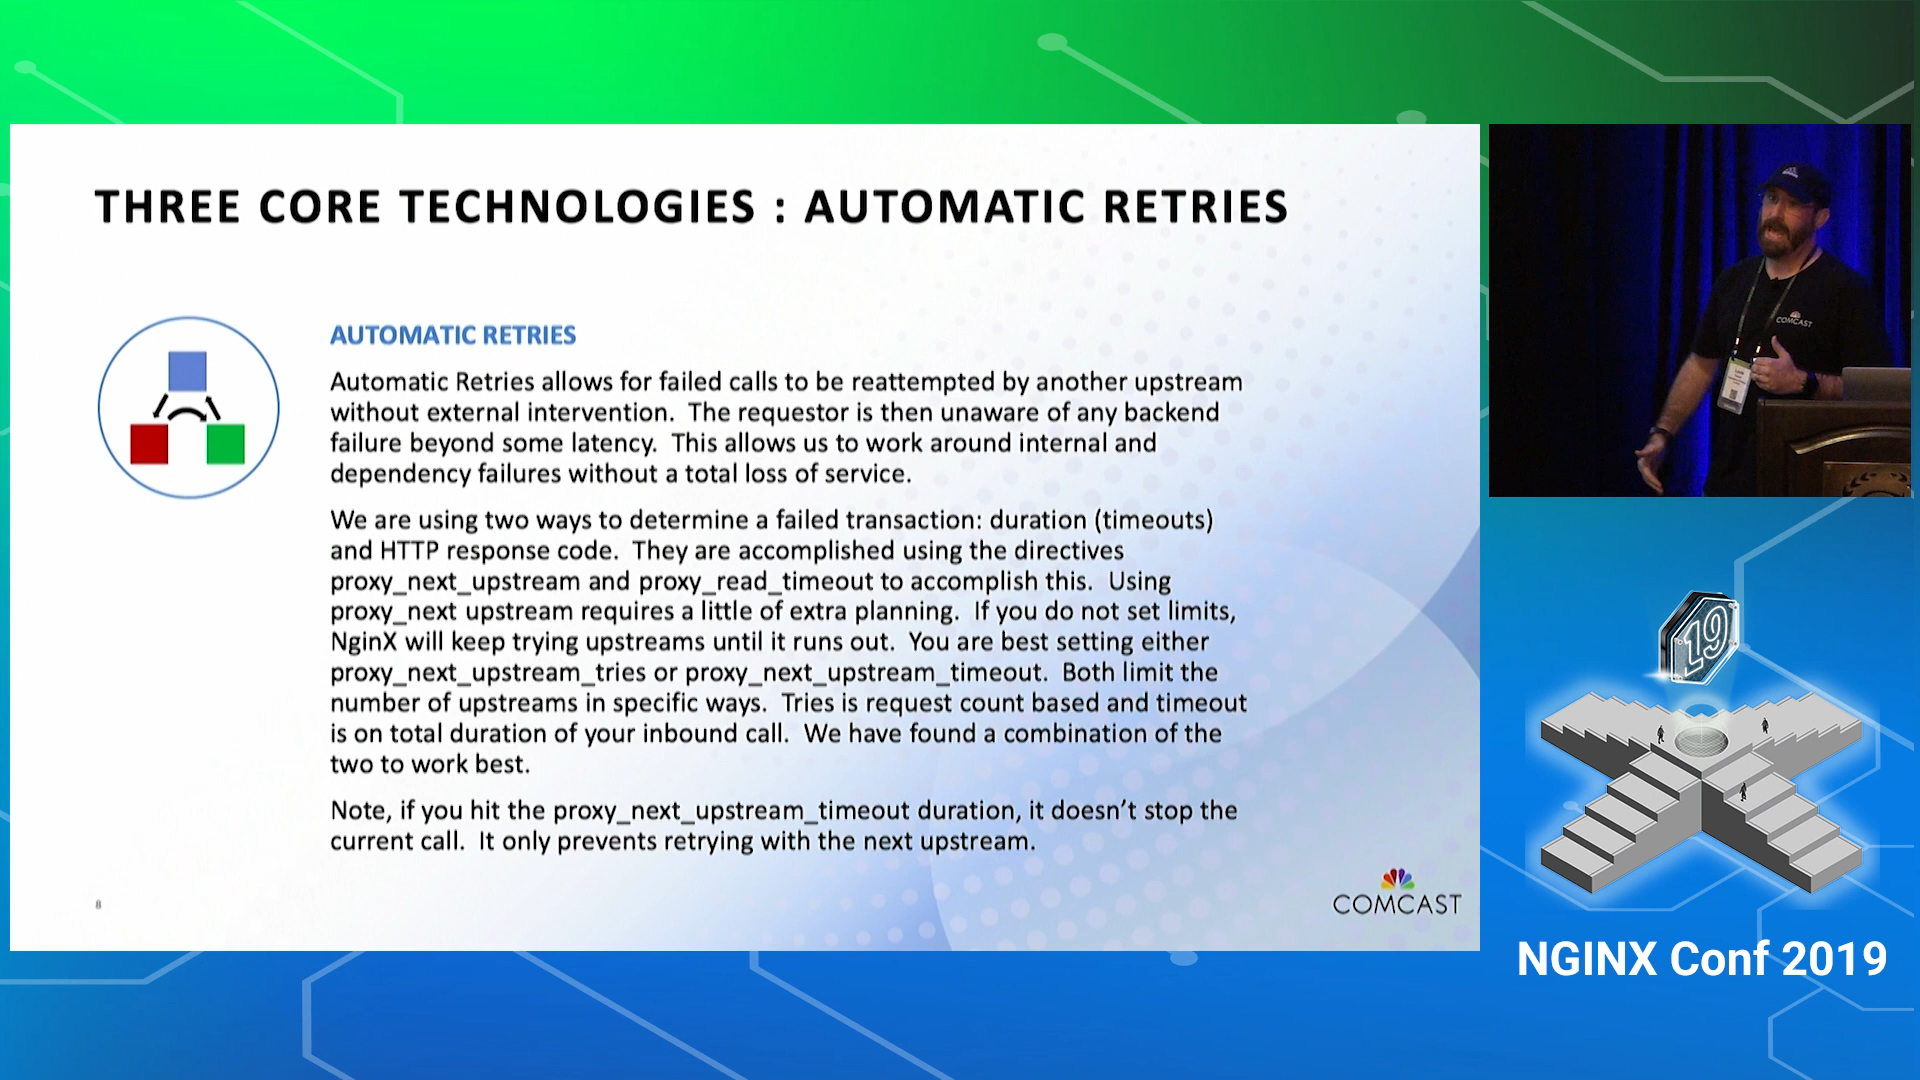 THREE CORE TECHNOLOGIES : AUTOMATIC RETRIES
AUTOMATIC RETRIES
Automatic Retries allows for failed calls to be reattempted by another upstream
without external intervention.  The requestor is then unaware of any backend
failure beyond some latency.  This allows us to work around internal and
dependency failures without a total loss of service.
We are using two ways to determine a failed transaction: duration (timeouts)
and HTTP response code.  They are accomplished using the directives
proxy_next_upstream and proxy_read_timeout to accomplish this.  Using
proxy_next upstream requires a little of extra planning.  If you do not set limits,
NginX will keep trying upstreams until it runs out.  You are best setting either
proxy_next_upstream_tries or proxy_next_upstream_timeout.  Both limit the
number of upstreams in specific ways.  Tries is request count based and timeout
is on total duration of your inbound call.  We have found a combination of the
two to work best.
Note, if you hit the proxy_next_upstream_timeout duration, it doesn't stop the
current call.  It only prevents retrying with the next upstream.
8
COMCAST
COMCAST
19
NGINX Conf 2019